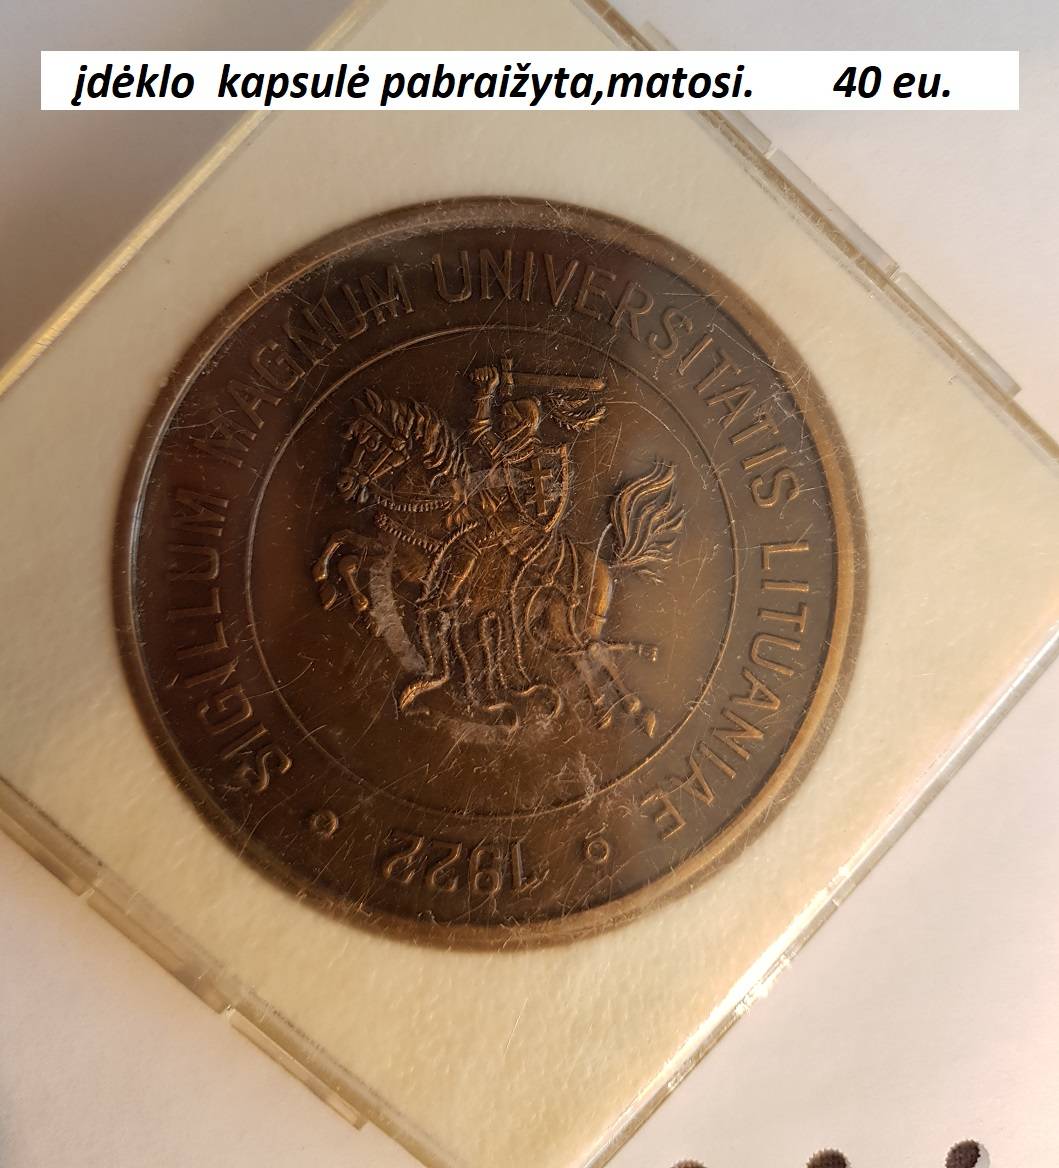 įdėklo kapsulė pabraižyta,matosi. 40 eu.
SIGILLUM MAGNUM UNIVERSITATIS LITUANIAE
1922